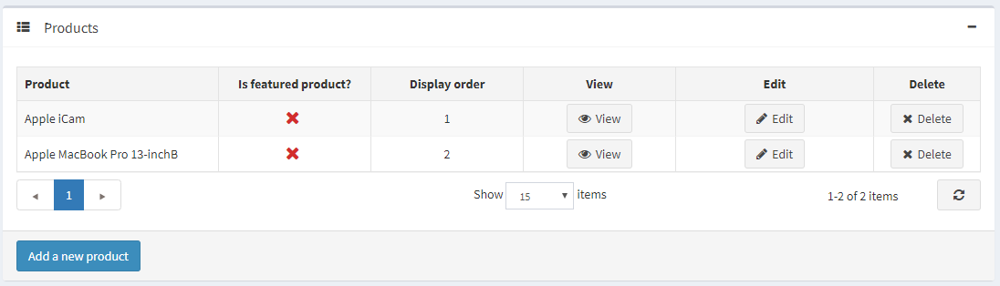 Products
Product Is featured product? Display order View Edit Delete
Apple iCam 1 View Edit Delete
Apple MacBook Pro 13-inchB 2 View Edit Delete
1 Show 15 items 1-2 of 2 items
Add a new product